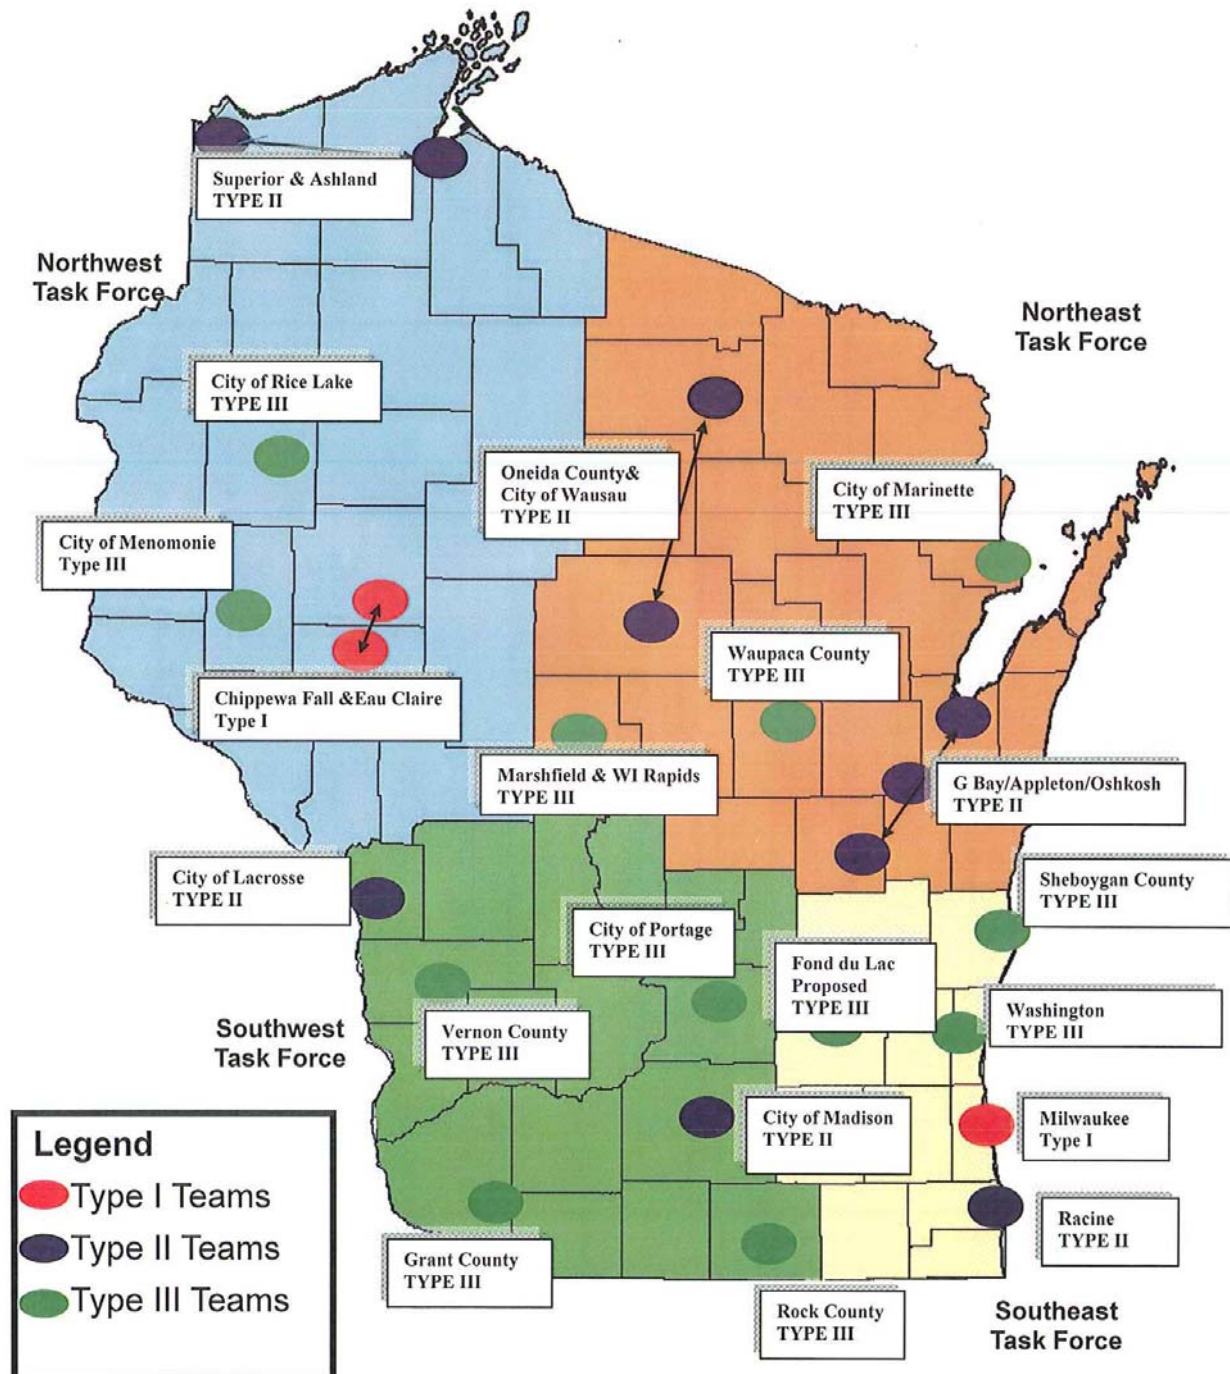 Superior & Ashland
TYPE II
Northwest
Task Force
Northeast
Task Force
City of Rice Lake
TYPE III
Oneida County&
City of Wausau
TYPE II
City of Marinette
TYPE III
City of Menomonie
Type III
Waupaca County
TYPE III
Chippewa Fall &Eau Claire
Type I
Marshfield & WI Rapids
TYPE III
G Bay/Appleton/Oshkosh
TYPE II
City of Lacrosse
TYPE II
Sheboygan County
TYPE III
City of Portage
TYPE III
Fond du Lac
Proposed
TYPE III
Washington
TYPE III
Southwest
Task Force
Vernon County
TYPE III
City of Madison
TYPE II
Milwaukee
Type I
Legend
Type I Teams
Type II Teams
Type III Teams
Racine
TYPE II
Grant County
TYPE III
Rock County
TYPE III
Southeast
Task Force